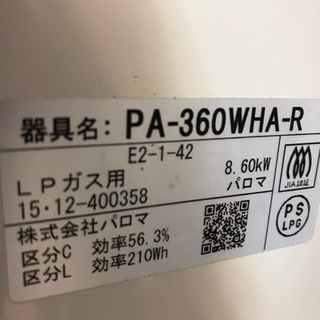 器具名: PA-360WHA-R
E2-1-42
LPガス用 8.60kW
15・12-400358 パロマ
株式会社パロマ
区分C 効率56.3%
区分L 効率210Wh
JIA認証
PS
LPG